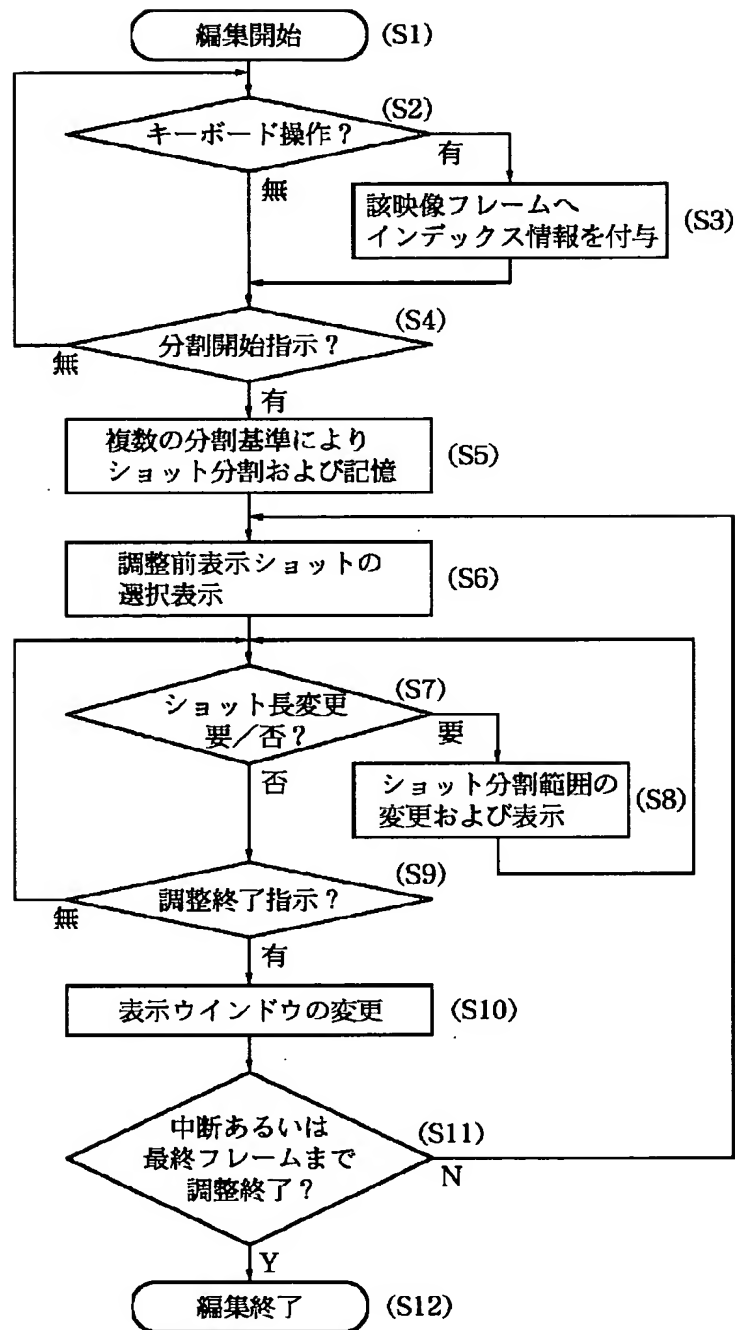 編集開始
(S1)
(S2)
キーボード操作？
有
無
該映像フレームへ
インデックス情報を付与
(S3)
(S4)
分割開始指示？
無
有
複数の分割基準により
ショット分割および記憶
(S5)
調整前表示ショットの
選択表示
(S6)
(S7)
ショット長変更
要／否？
要
否
ショット分割範囲の
変更および表示
(S8)
(S9)
調整終了指示？
無
有
表示ウインドウの変更
(S10)
(S11)
中断あるいは
最終フレームまで
調整終了？
N
Y
編集終了
(S12)